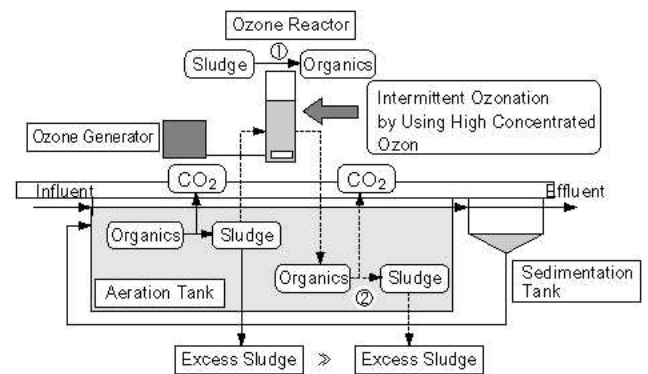 Ozone Reactor
①
Sludge
Organics
Intermittent Ozonation
by Using High Concentrated
Ozon
Ozone Generator
CO2
CO2
Influent
Effluent
Organics
Sludge
Organics
Sludge
②
Aeration Tank
Sedimentation
Tank
Excess Sludge
≫
Excess Sludge